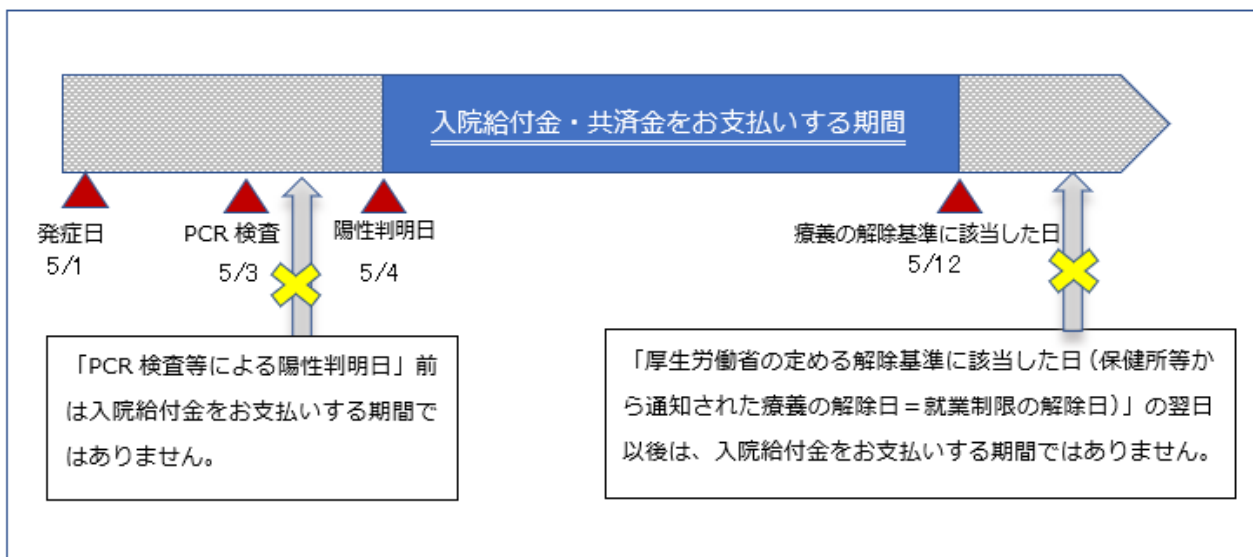 入院給付金・共済金をお支払いする期間
発症日
5/1
PCR 検査
5/3
陽性判明日
5/4
療義の解除基準に該当した日
5/12
「PCR 検査等による陽性判明日」前
は入院給付金をお支払いする期間で
はありません。
「厚生労働省の定める解除基準に該当した日（保健所等か
ら通知された療養の解除日＝就業制限の解除日）」の翌日
以後は、入院給付金をお支払いする期間ではありません。